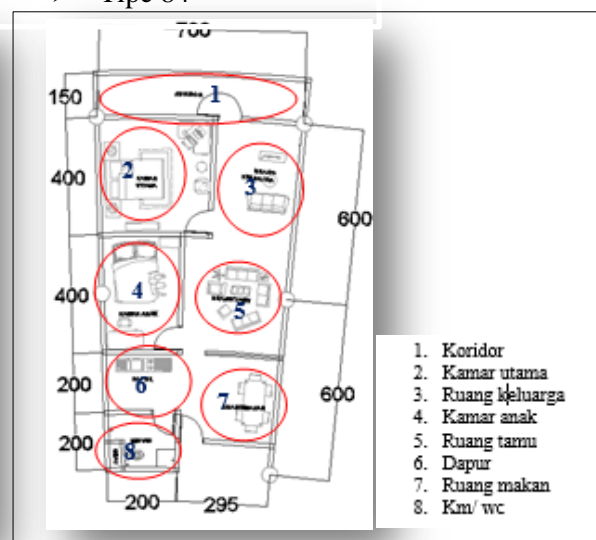 Tipe 84
700
150
1
400
2
3
600
400
4
5
200
6
7
600
200
8
200
295
1. Koridor
2. Kamar utama
3. Ruang keluarga
4. Kamar anak
5. Ruang tamu
6. Dapur
7. Ruang makan
8. Km/ wc